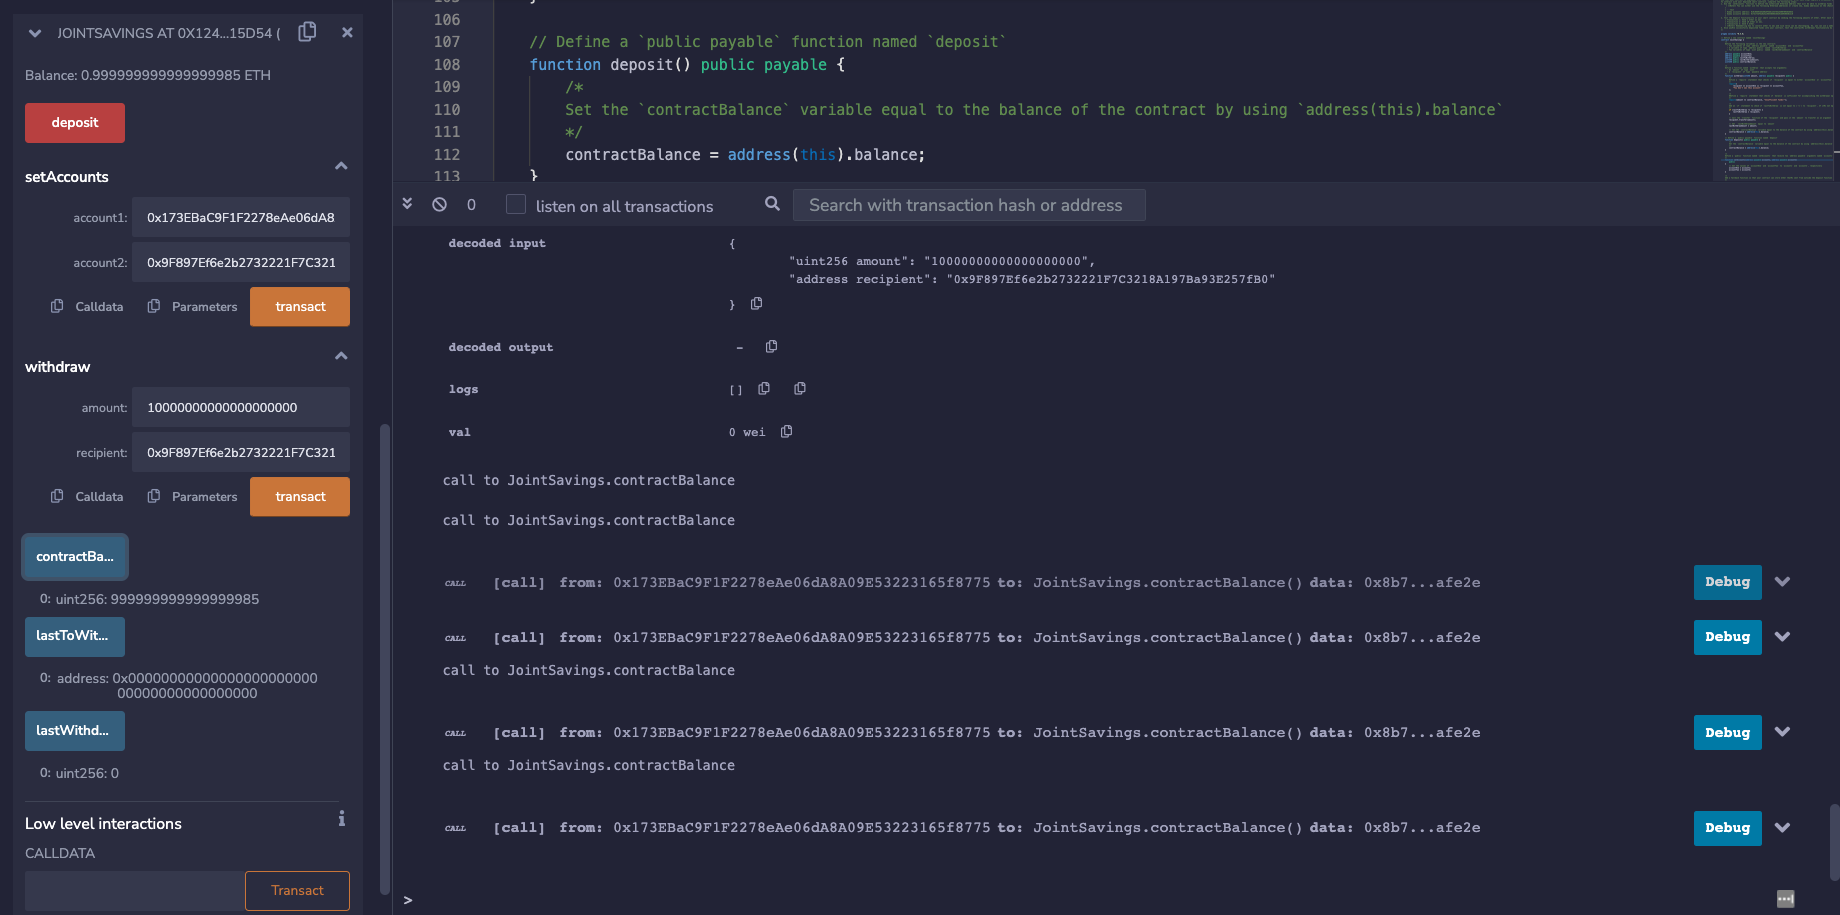 JOINTSAVINGS AT 0X124...15D54 (
Balance: 0.999999999999999985 ETH
deposit
setAccounts
account1: 0x173EBaC9F1F2278eAe06dA8
account2: 0x9F897Ef6e2b2732221F7C321
Calldata Parameters transact
withdraw
amount: 10000000000000000000
recipient: 0x9F897Ef6e2b2732221F7C321
Calldata Parameters transact
contractBa...
0: uint256: 999999999999999985
lastToWit...
0: address: 0x00000000000000000000000
00000000000000000
lastWithd...
0: uint256: 0
Low level interactions
CALLDATA
Transact
106
107 // Define a `public payable` function named `deposit`
108 function deposit() public payable {
109 /*
110 Set the `contractBalance` variable equal to the balance of the contract by using `address(this).balance`
111 */
112 contractBalance = address(this).balance;
113 }
0 listen on all transactions Search with transaction hash or address
decoded input {
"uint256 amount": "10000000000000000000",
"address recipient": "0x9F897Ef6e2b2732221F7C3218A197Ba93E257fB0"
}
decoded output -
logs []
val 0 wei
call to JointSavings.contractBalance
call to JointSavings.contractBalance
CALL [call] from: 0x173EBaC9F1F2278eAe06dA8A09E53223165f8775 to: JointSavings.contractBalance() data: 0x8b7...afe2e Debug
CALL [call] from: 0x173EBaC9F1F2278eAe06dA8A09E53223165f8775 to: JointSavings.contractBalance() data: 0x8b7...afe2e Debug
call to JointSavings.contractBalance
CALL [call] from: 0x173EBaC9F1F2278eAe06dA8A09E53223165f8775 to: JointSavings.contractBalance() data: 0x8b7...afe2e Debug
call to JointSavings.contractBalance
CALL [call] from: 0x173EBaC9F1F2278eAe06dA8A09E53223165f8775 to: JointSavings.contractBalance() data: 0x8b7...afe2e Debug
>